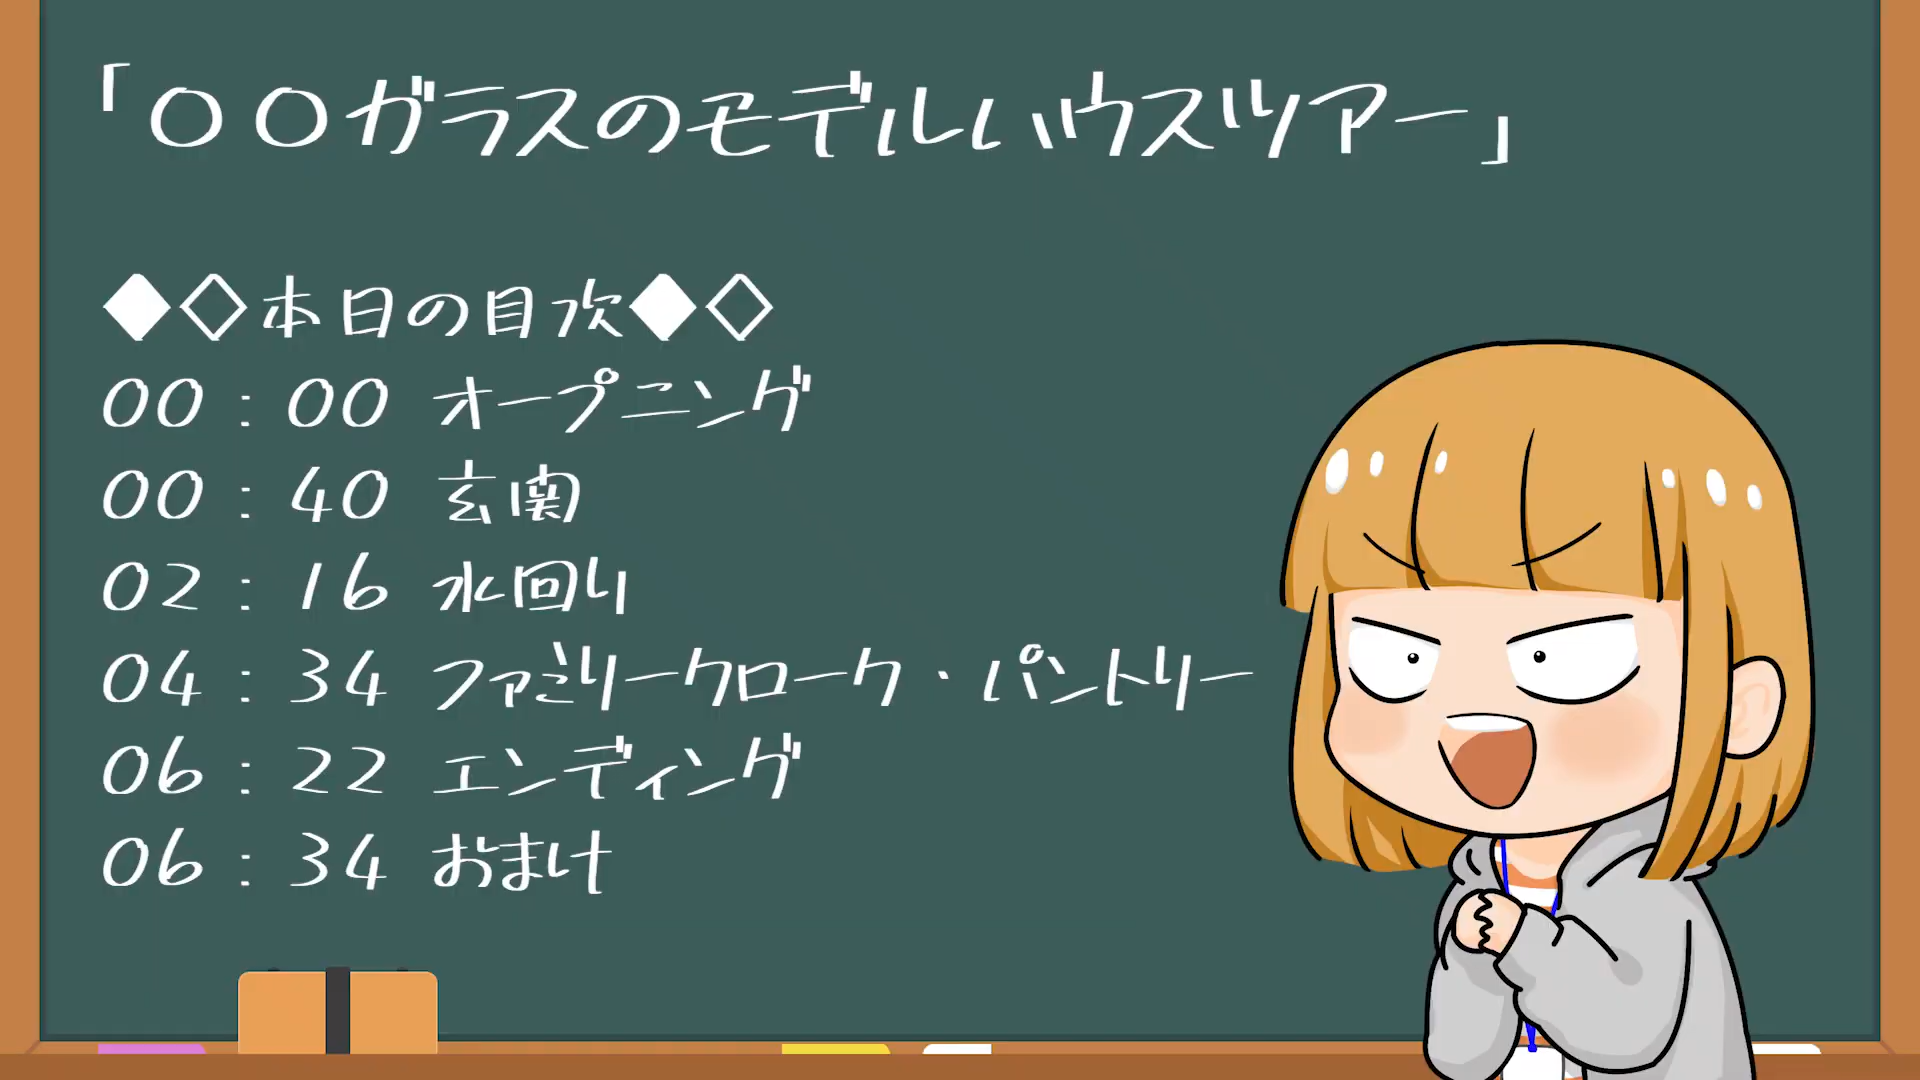 「〇〇ガラスのモデルハウスツアー」
◆◇本日の目次◆◇
00：00 オープニング
00：40 玄関
02：16 水回り
04：34 ファミリークローク・パントリー
06：22 エンディング
06：34 おまけ